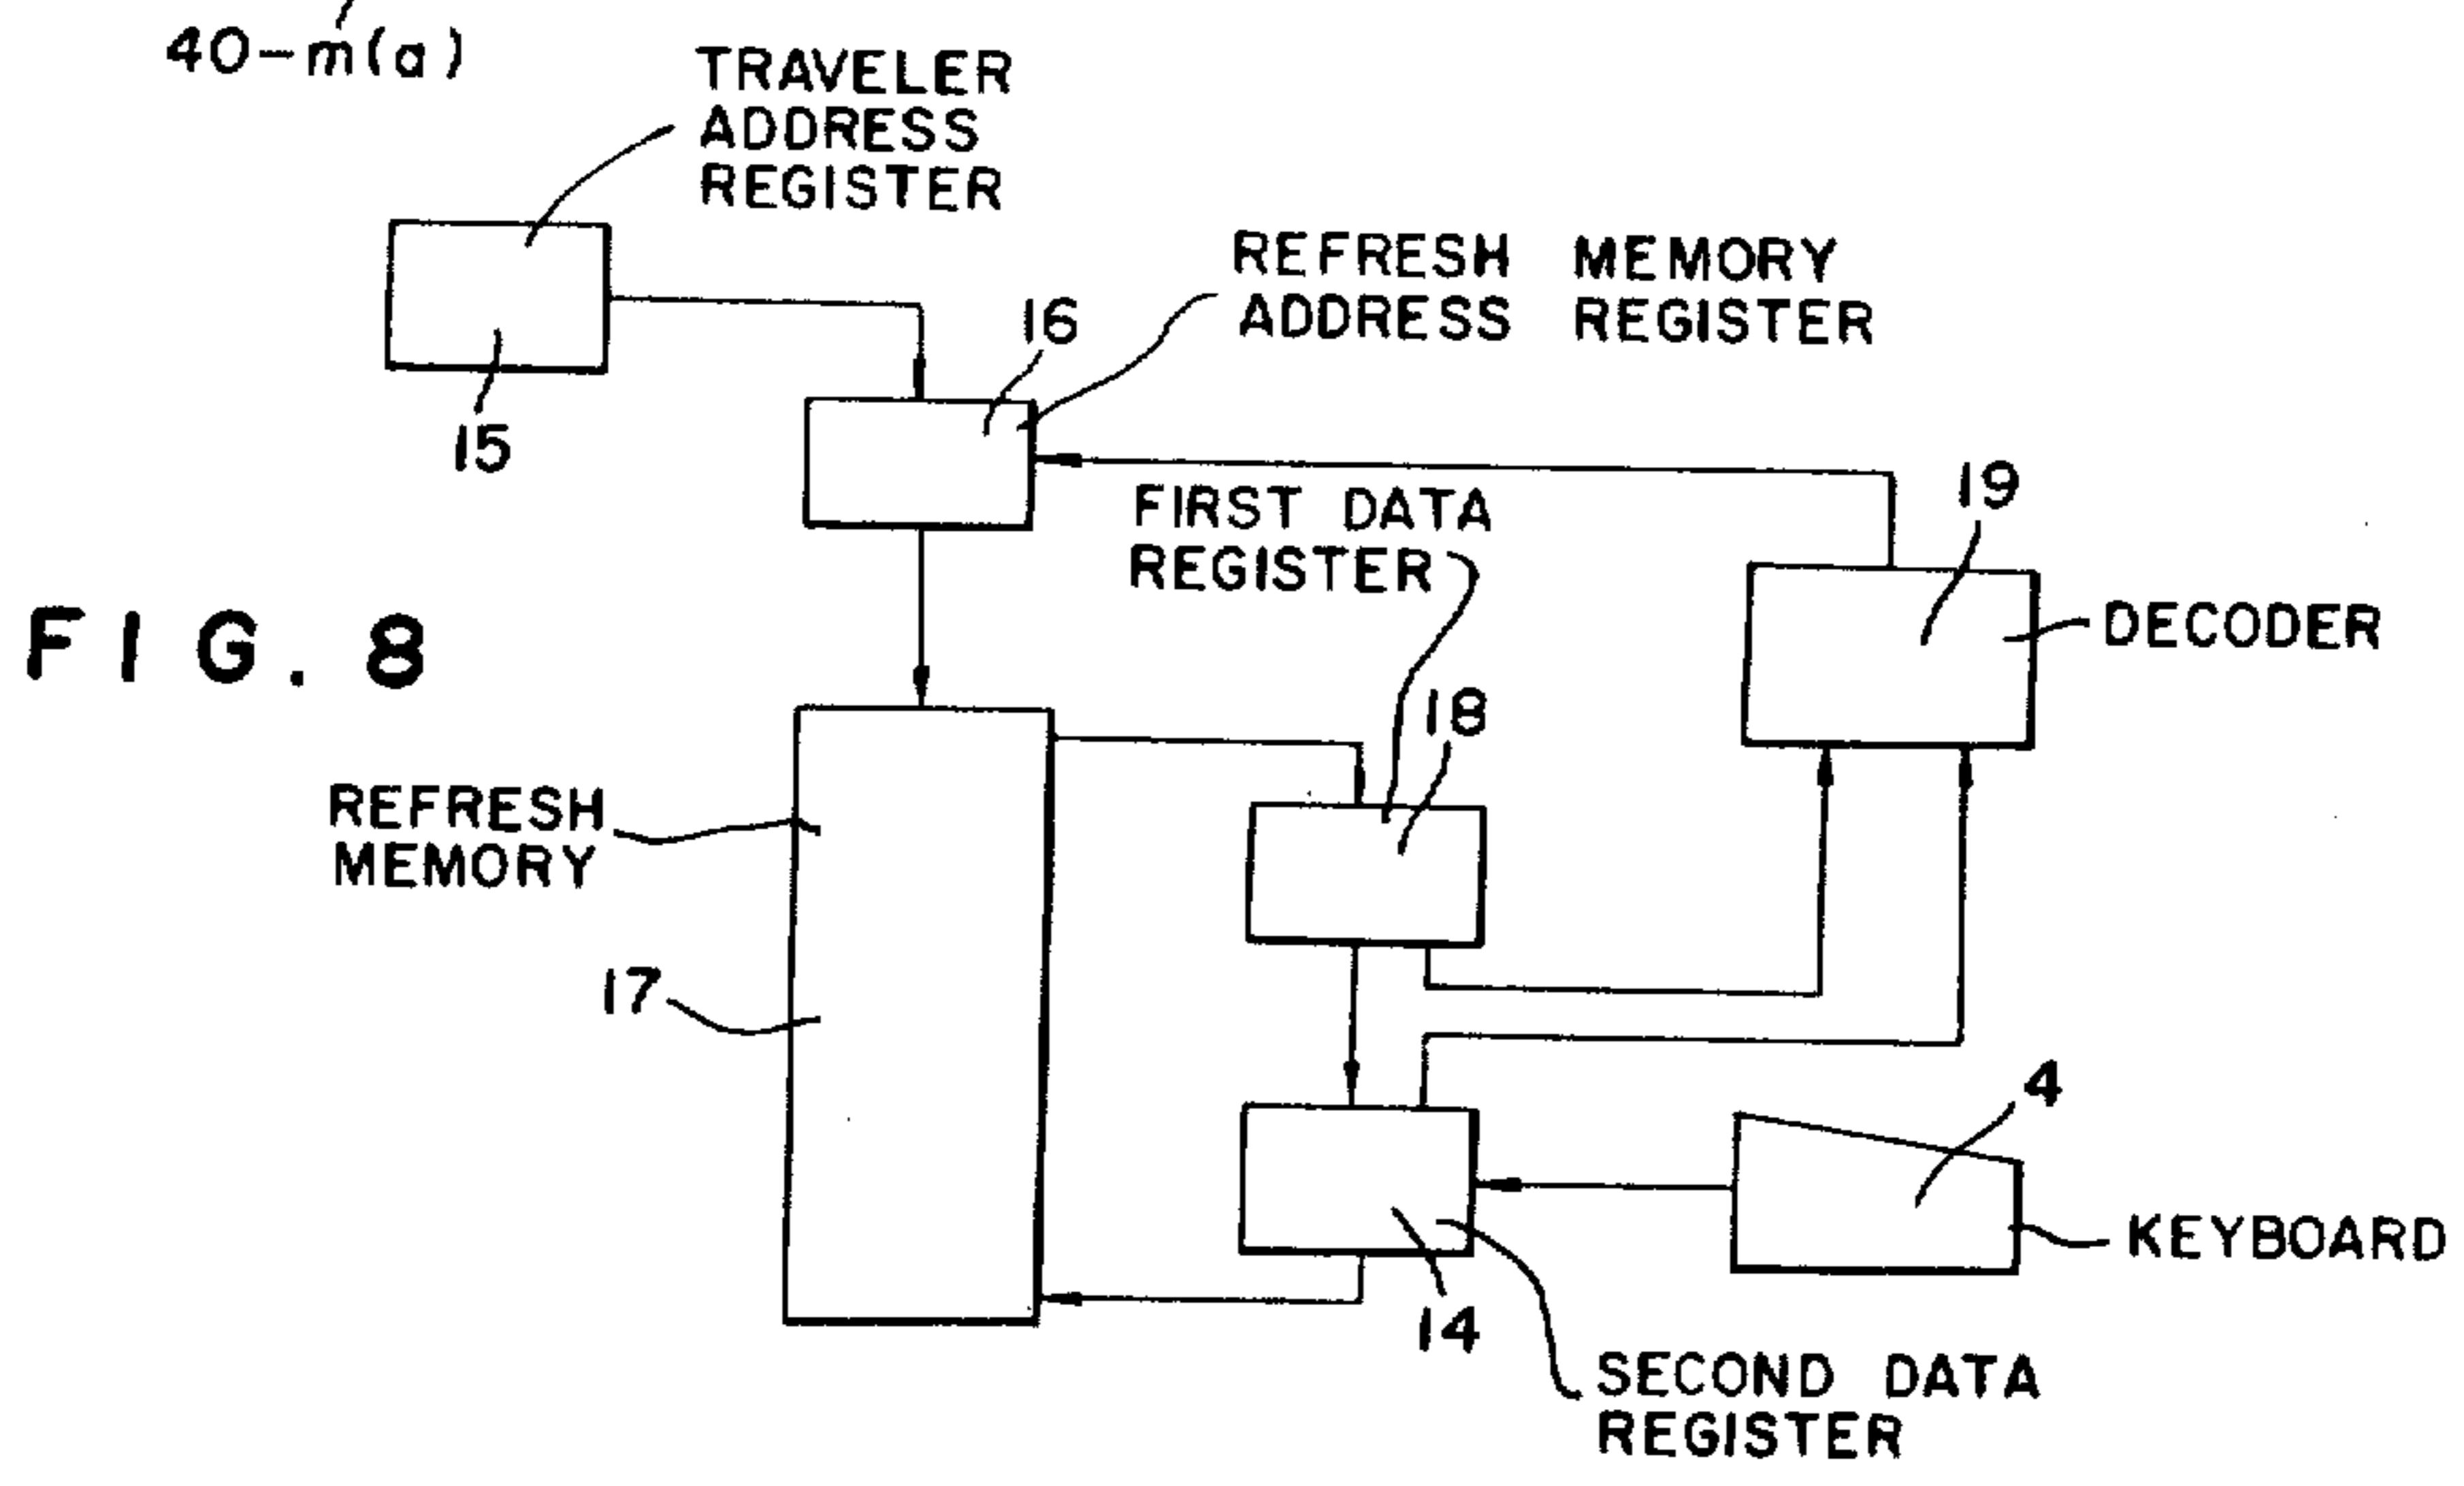 40-m(a)
TRAVELER
ADDRESS
REGISTER
15
16
REFRESH MEMORY
ADDRESS REGISTER
FIRST DATA
REGISTER
19
DECODER
FIG. 8
18
REFRESH
MEMORY
17
4
KEYBOARD
14
SECOND DATA
REGISTER